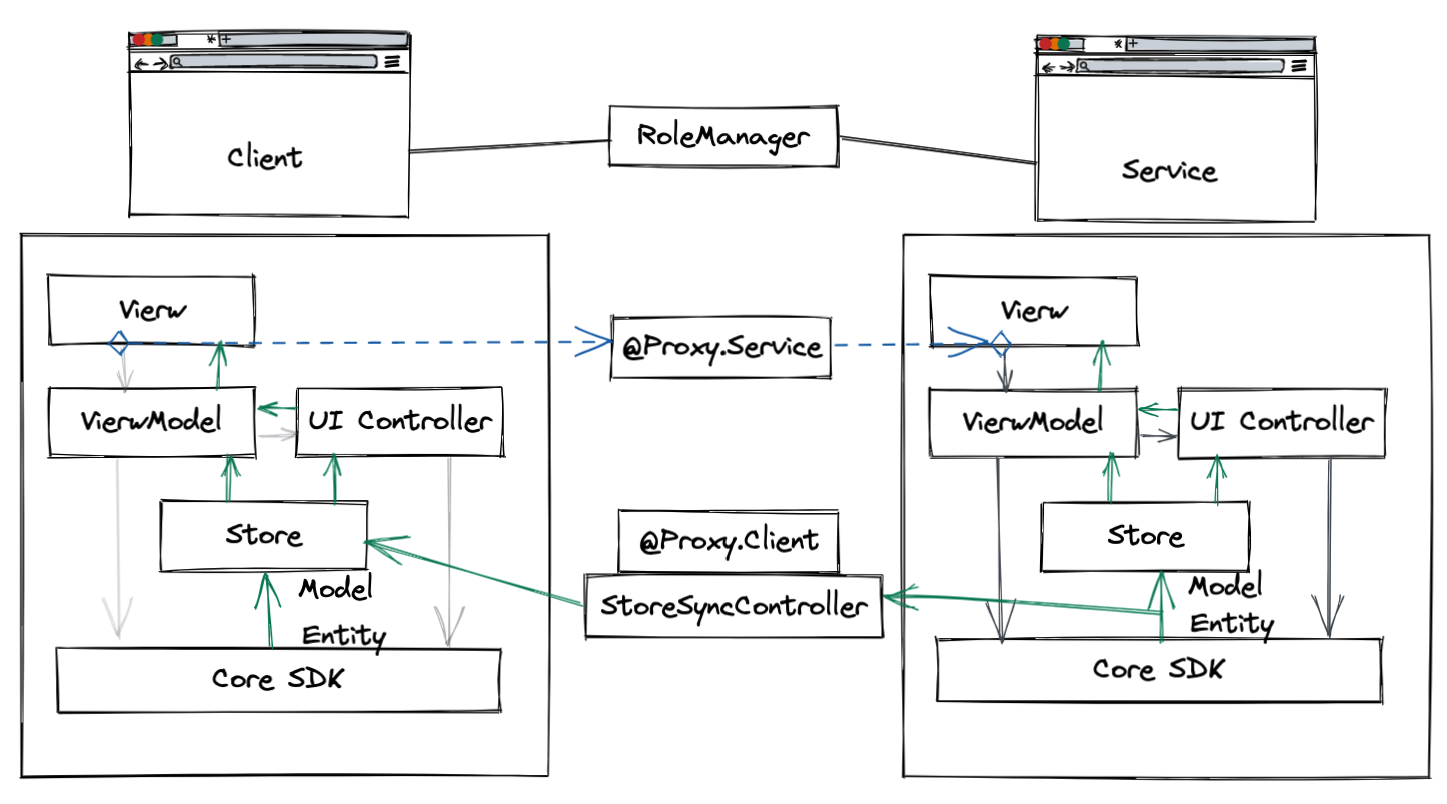 Client
RoleManager
Service
Vierw
@Proxy.Service
Vierw
VierwModel
UI Controller
VierwModel
UI Controller
Store
@Proxy.Client
Store
Model
Entity
StoreSyncController
Model
Entity
Core SDK
Core SDK